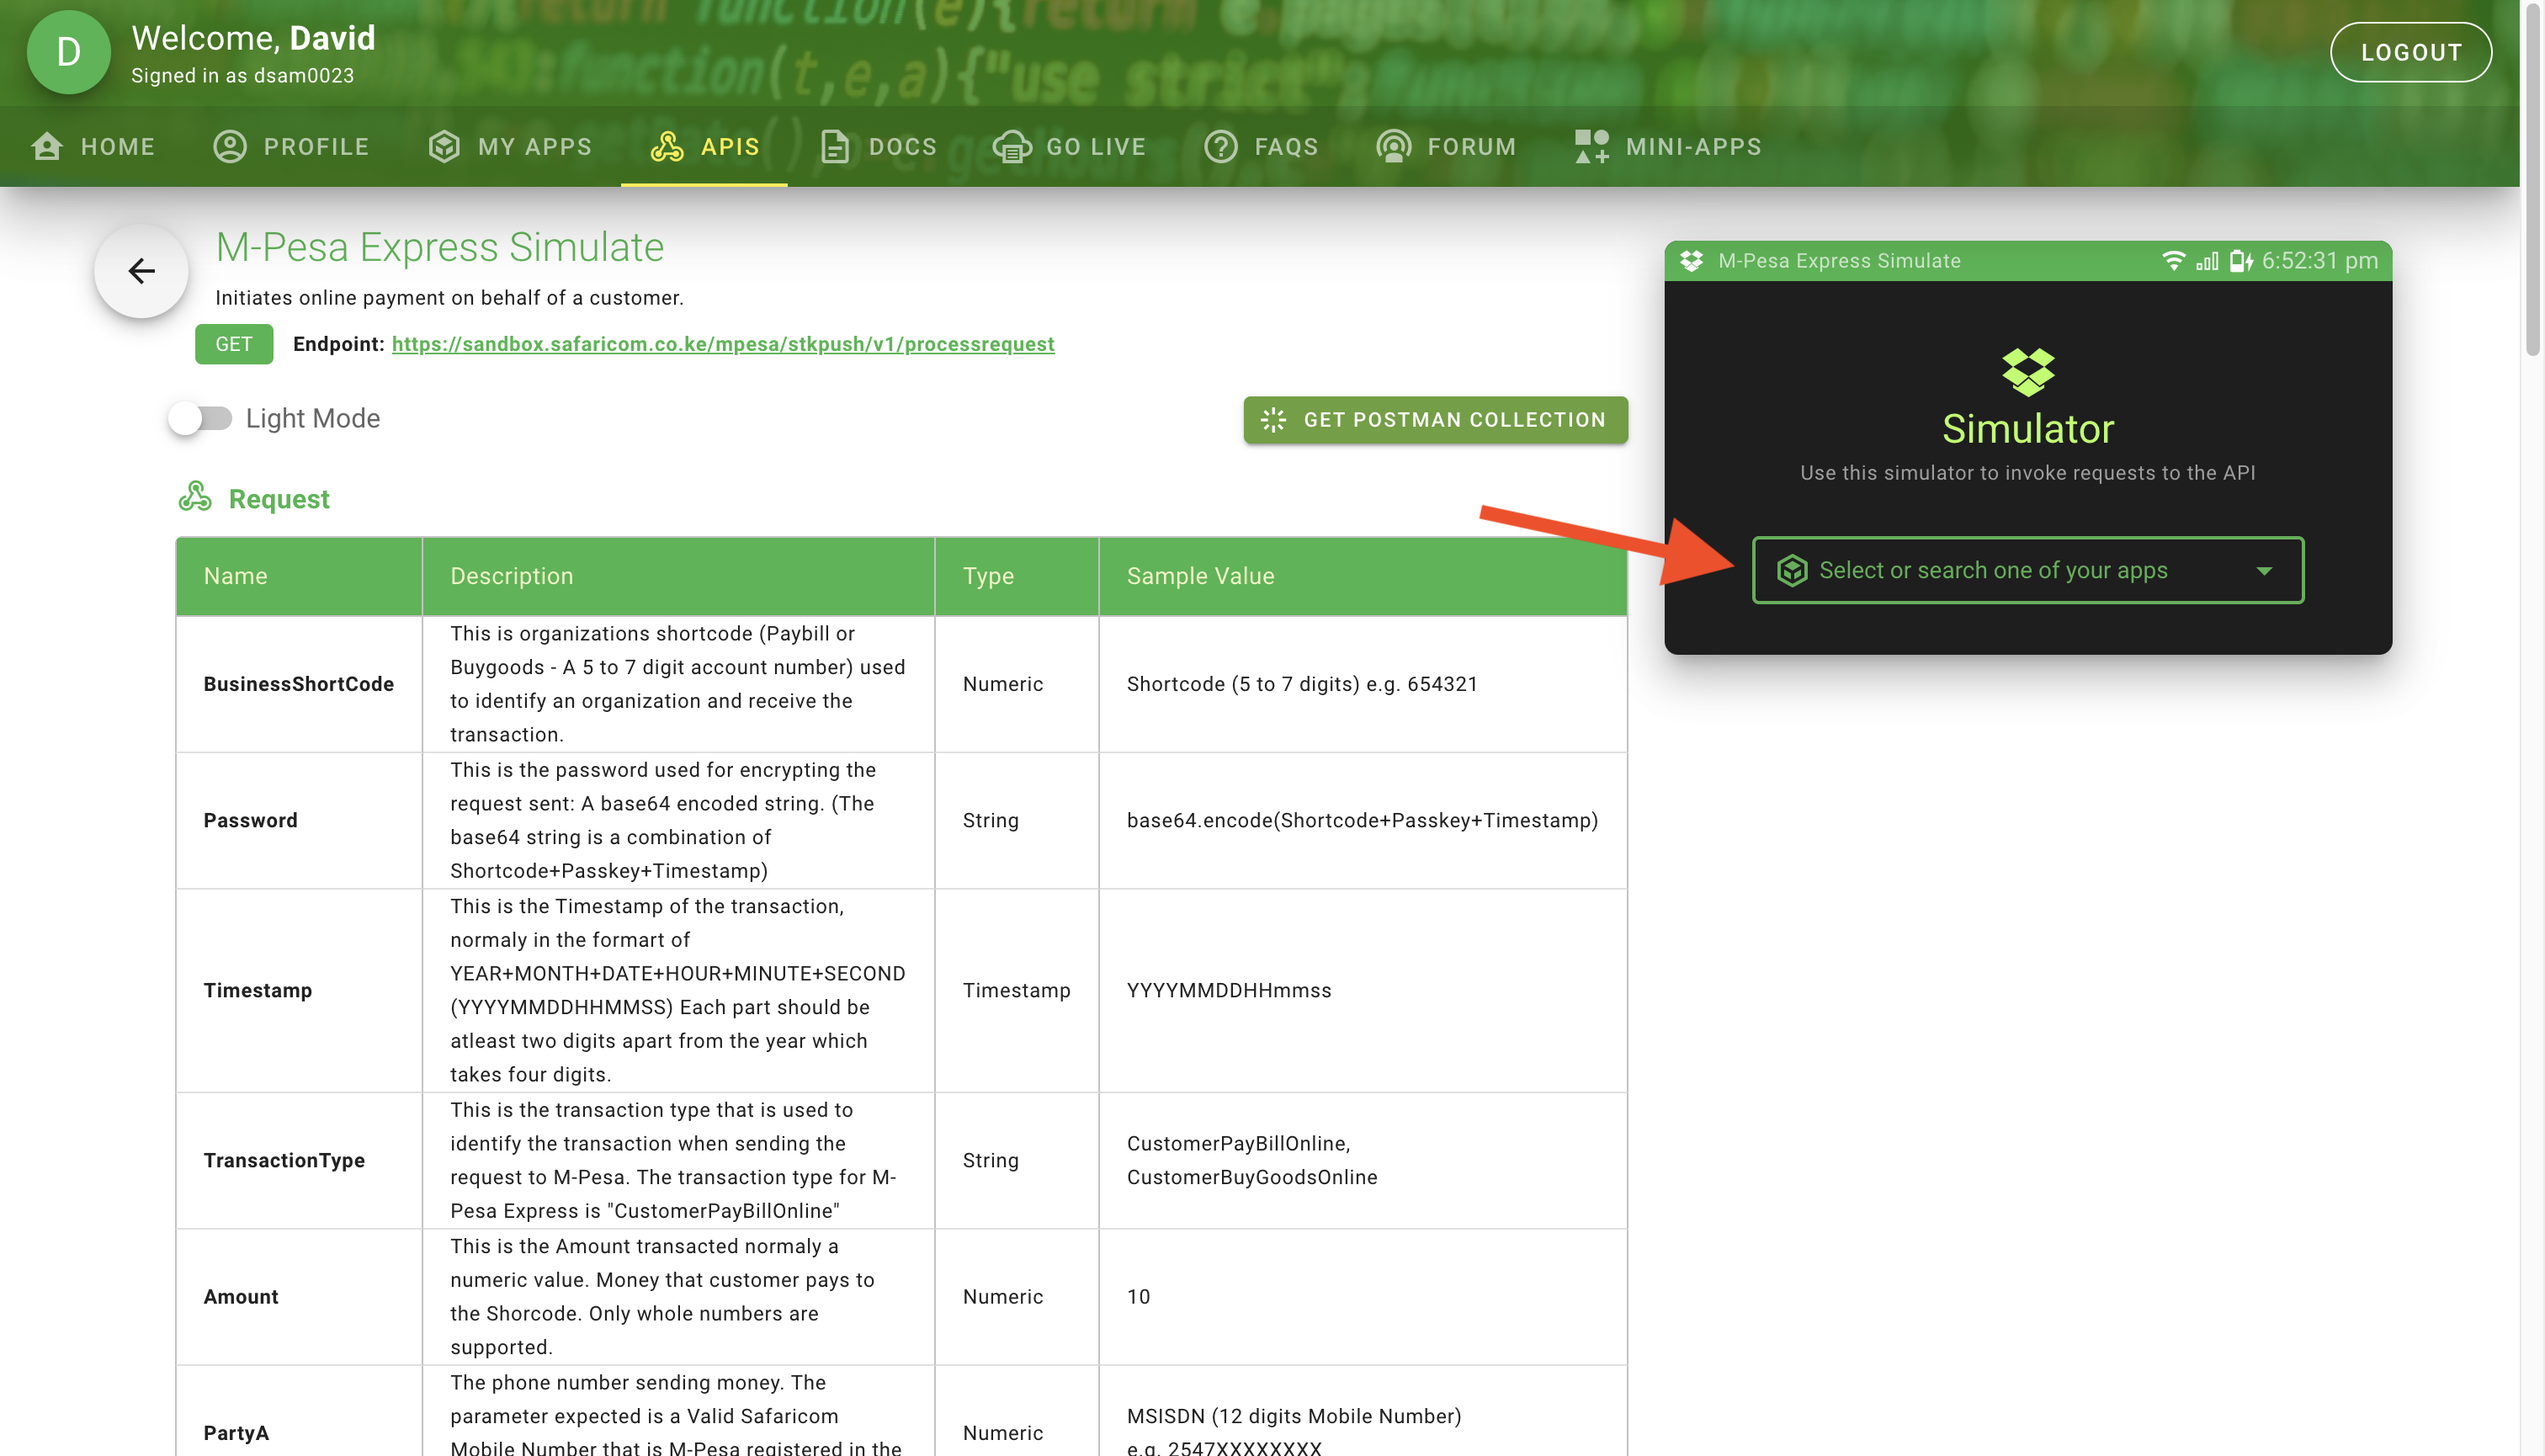 return function(e){return e.pages
function(t,e,a){"use strict";
D
Welcome, David
Signed in as dsam0023
LOGOUT
HOME PROFILE MY APPS APIS DOCS GO LIVE FAQS FORUM MINI-APPS
getHours()
M-Pesa Express Simulate
Initiates online payment on behalf of a customer.
GET Endpoint: https://sandbox.safaricom.co.ke/mpesa/stkpush/v1/processrequest
Light Mode
GET POSTMAN COLLECTION
M-Pesa Express Simulate 6:52:31 pm
Simulator
Use this simulator to invoke requests to the API
Select or search one of your apps
Request
Name Description Type Sample Value
BusinessShortCode
This is organizations shortcode (Paybill or
Buygoods - A 5 to 7 digit account number) used
to identify an organization and receive the
transaction.
Numeric
Shortcode (5 to 7 digits) e.g. 654321
Password
This is the password used for encrypting the
request sent: A base64 encoded string. (The
base64 string is a combination of
Shortcode+Passkey+Timestamp)
String
base64.encode(Shortcode+Passkey+Timestamp)
Timestamp
This is the Timestamp of the transaction,
normaly in the formart of
YEAR+MONTH+DATE+HOUR+MINUTE+SECOND
(YYYYMMDDHHMMSS) Each part should be
atleast two digits apart from the year which
takes four digits.
Timestamp
YYYYMMDDHHmmss
TransactionType
This is the transaction type that is used to
identify the transaction when sending the
request to M-Pesa. The transaction type for M-
Pesa Express is "CustomerPayBillOnline"
String
CustomerPayBillOnline,
CustomerBuyGoodsOnline
Amount
This is the Amount transacted normaly a
numeric value. Money that customer pays to
the Shorcode. Only whole numbers are
supported.
Numeric
10
PartyA
The phone number sending money. The
parameter expected is a Valid Safaricom
Mobile Number that is M-Pesa registered in the
Numeric
MSISDN (12 digits Mobile Number)
e.g. 2547XXXXXXXX